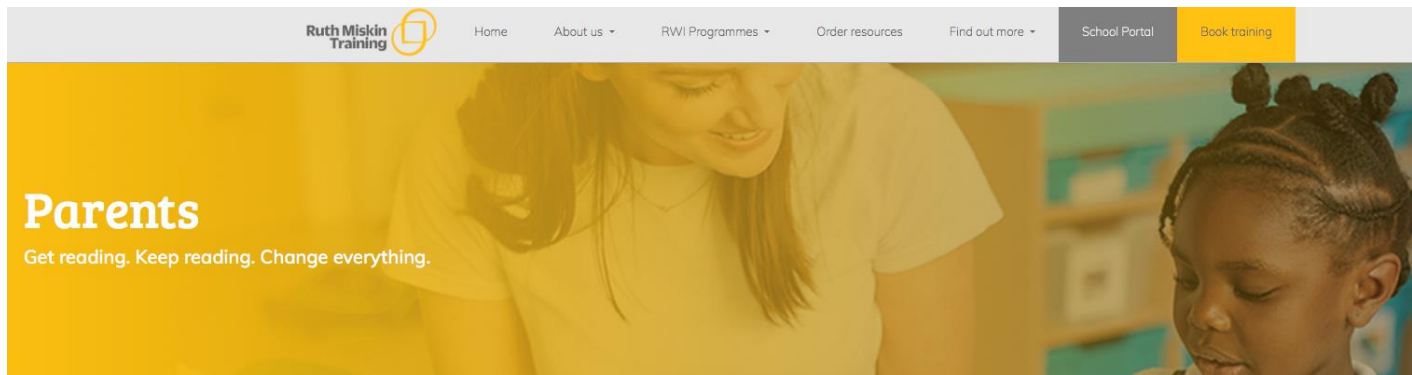 Ruth Miskin
Training
Home
About us
RWI Programmes
Order resources
Find out more
School Portal
Book training
Parents
Get reading. Keep reading. Change everything.